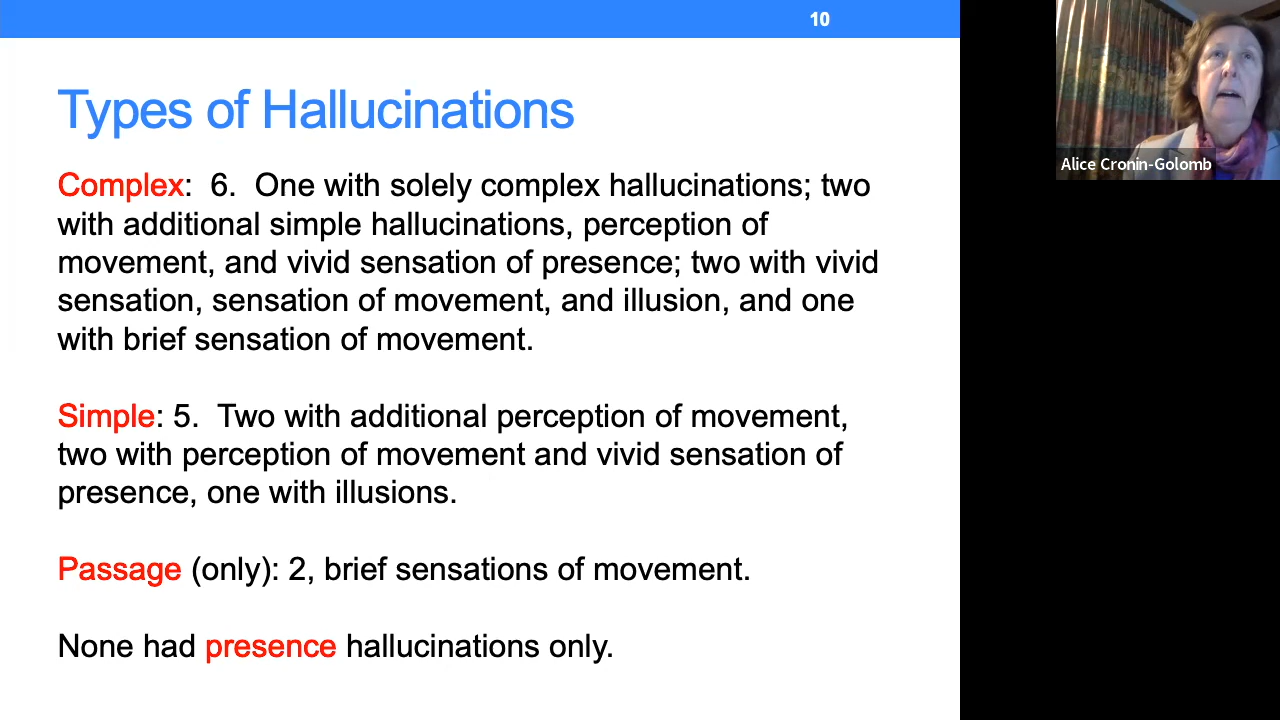 10
Types of Hallucinations
Complex:  6.  One with solely complex hallucinations; two
with additional simple hallucinations, perception of
movement, and vivid sensation of presence; two with vivid
sensation, sensation of movement, and illusion, and one
with brief sensation of movement.
Simple: 5.  Two with additional perception of movement,
two with perception of movement and vivid sensation of
presence, one with illusions.
Passage (only): 2, brief sensations of movement.
None had presence hallucinations only.
Alice Cronin-Golomb